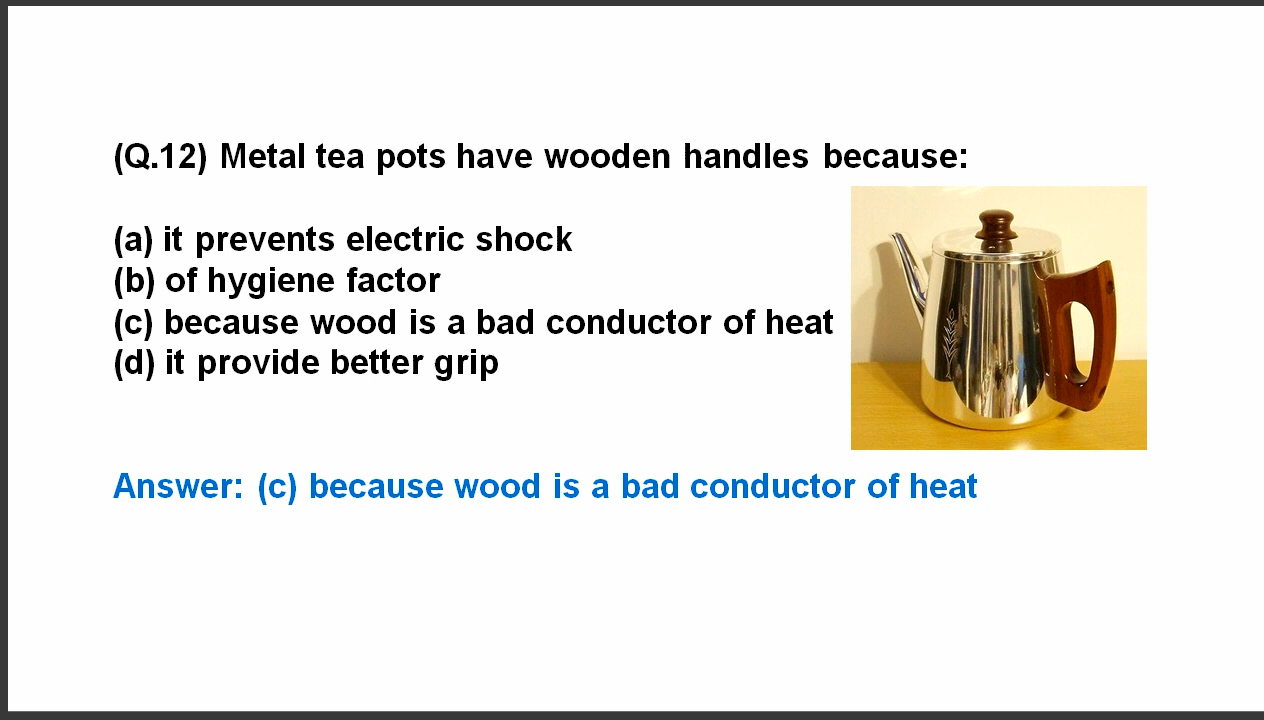 (Q.12) Metal tea pots have wooden handles because:
(a) it prevents electric shock
(b) of hygiene factor
(c) because wood is a bad conductor of heat
(d) it provide better grip
Answer: (c) because wood is a bad conductor of heat